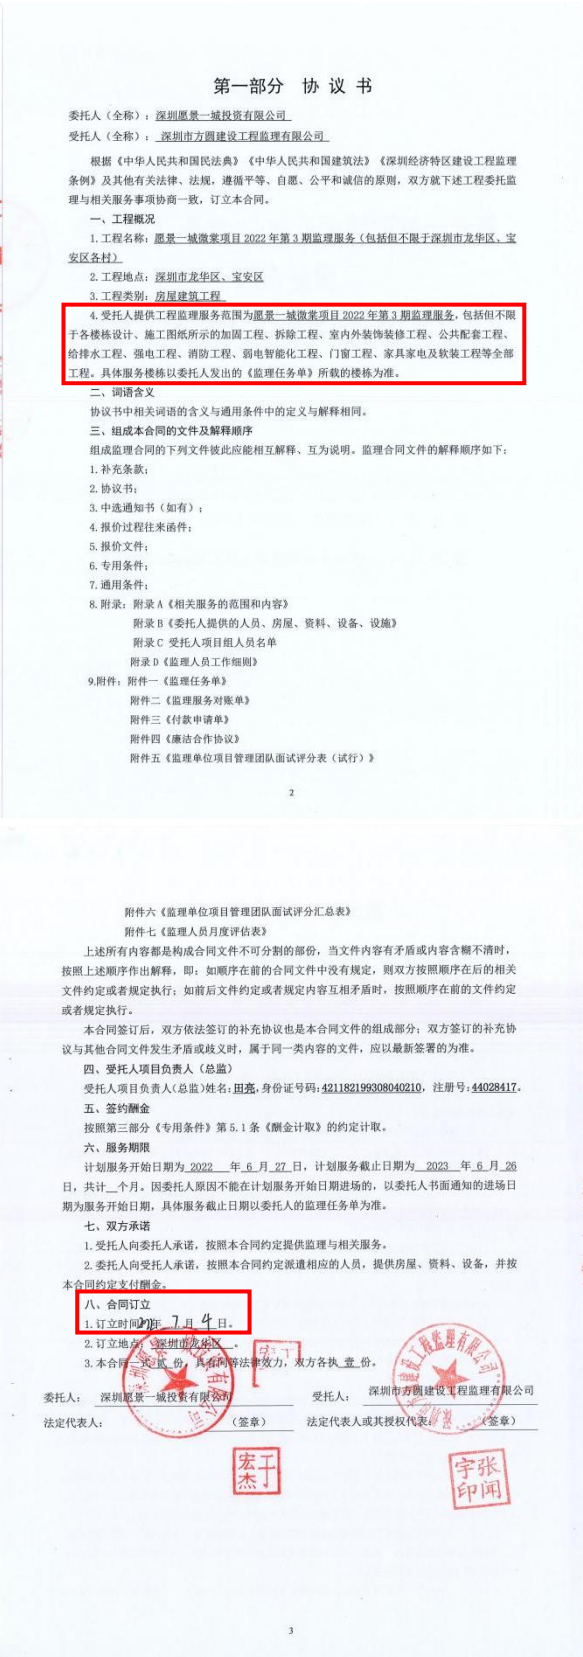 第一部分 协 议 书
委托人（全称）：深圳愿景一城投资有限公司
受托人（全称）：深圳市方圆建设工程监理有限公司
根据《中华人民共和国民法典》《中华人民共和国建筑法》《深圳经济特区建设工程监理
条例》及其他有关法律、法规，遵循平等、自愿、公平和诚信的原则，双方就下述工程委托监
理与相关服务事项协商一致，订立本合同。
一、工程概况
1.工程名称：愿景一城微棠项目 2022 年第 3 期监理服务（包括但不限于深圳市龙华区、宝
安区各村）
2.工程地点：深圳市龙华区、宝安区
3.工程类别：房屋建筑工程
4.受托人提供工程监理服务范围为愿景一城微棠项目 2022 年第 3 期监理服务，包括但不限
于各楼栋设计、施工图纸所示的加固工程、拆除工程、室内外装饰装修工程、公共配套工程、
给排水工程、强电工程、消防工程、弱电智能化工程、门窗工程、家具家电及软装工程等全部
工程。具体服务楼栋以委托人发出的《监理任务单》所载的楼栋为准。
二、词语含义
协议书中相关词语的含义与通用条件中的定义与解释相同。
三、组成本合同的文件及解释顺序
组成监理合同的下列文件彼此应能相互解释、互为说明。监理合同文件的解释顺序如下：
1.补充条款；
2.协议书；
3.中选通知书（如有）；
4.报价过程往来函件；
5.报价文件；
6.专用条件；
7.通用条件；
8.附录：附录 A《相关服务的范围和内容》
附录 B《委托人提供的人员、房屋、资料、设备、设施》
附录 C 受托人项目组人员名单
附录 D《监理人员工作细则》
9.附件：附件一《监理任务单》
附件二《监理服务对账单》
附件三《付款申请单》
附件四《廉洁合作协议》
附件五《监理单位项目管理团队面试评分表（试行）》
2
附件六《监理单位项目管理团队面试评分汇总表》
附件七《监理人员月度评估表》
上述所有内容都是构成合同文件不可分割的部份，当文件内容有矛盾或内容含糊不清时，
按照上述顺序作出解释，即：如顺序在前的合同文件中没有规定，则双方按照顺序在后的相关
文件约定或者规定执行；如前后文件约定或者规定内容互相矛盾时，按照顺序在前的文件约定
或者规定执行。
本合同签订后，双方依法签订的补充协议也是本合同文件的组成部分；双方签订的补充协
议与其他合同文件发生矛盾或歧义时，属于同一类内容的文件，应以最新签署的为准。
四、受托人项目负责人（总监）
受托人项目负责人(总监)姓名:田亮,身份证号码:421182199308040210，注册号:44028417。
五、签约酬金
按照第三部分《专用条件》第 5.1 条《酬金计取》的约定计取。
六、服务期限
计划服务开始日期为 2022 年 6 月 27 日，计划服务截止日期为 2023 年 6 月 26
日，共计 个月。因委托人原因不能在计划服务开始日期进场的，以委托人书面通知的进场日
期为服务开始日期，具体服务截止日期以委托人的监理任务单为准。
七、双方承诺
1.受托人向委托人承诺，按照本合同约定提供监理与相关服务。
2.委托人向受托人承诺，按照本合同约定派遣相应的人员，提供房屋、资料、设备，并按
本合同约定支付酬金。
八、合同订立
1.订立时间 年 7 月 4 日。
2.订立地点：深圳市龙华区。
3.本合同一式 贰 份，具有同等法律效力，双方各执 壹 份。
委托人： 深圳愿景一城投资有限公司 受托人： 深圳市方圆建设工程监理有限公司
法定代表人： （签章） 法定代表人或其授权代表： （签章）
于宏杰
张闻宇印
3